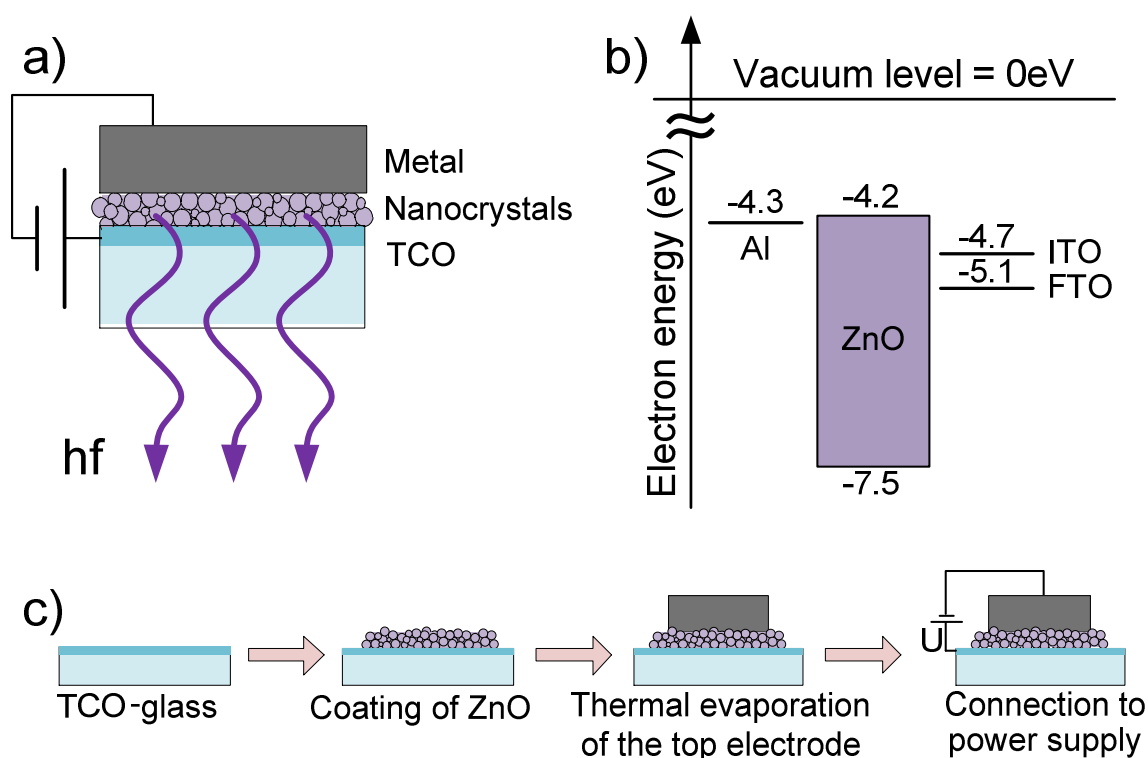 a)
Metal
Nanocrystals
TCO
hf
b)
Vacuum level = 0eV
Electron energy (eV)
-4.3
Al
-4.2
ZnO
-7.5
-4.7
ITO
-5.1
FTO
c)
TCO-glass
Coating of ZnO
Thermal evaporation
of the top electrode
U
Connection to
power supply